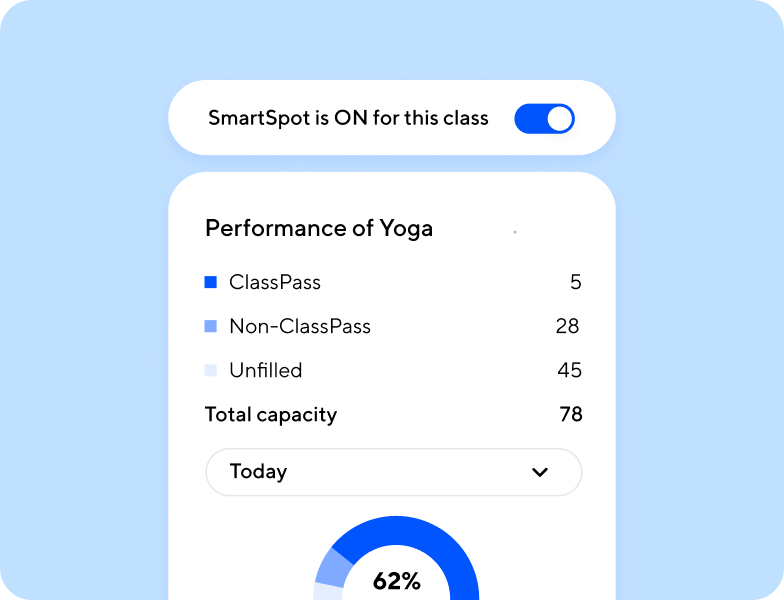 SmartSpot is ON for this class
Performance of Yoga
ClassPass 5
Non-ClassPass 28
Unfilled 45
Total capacity 78
Today
62%